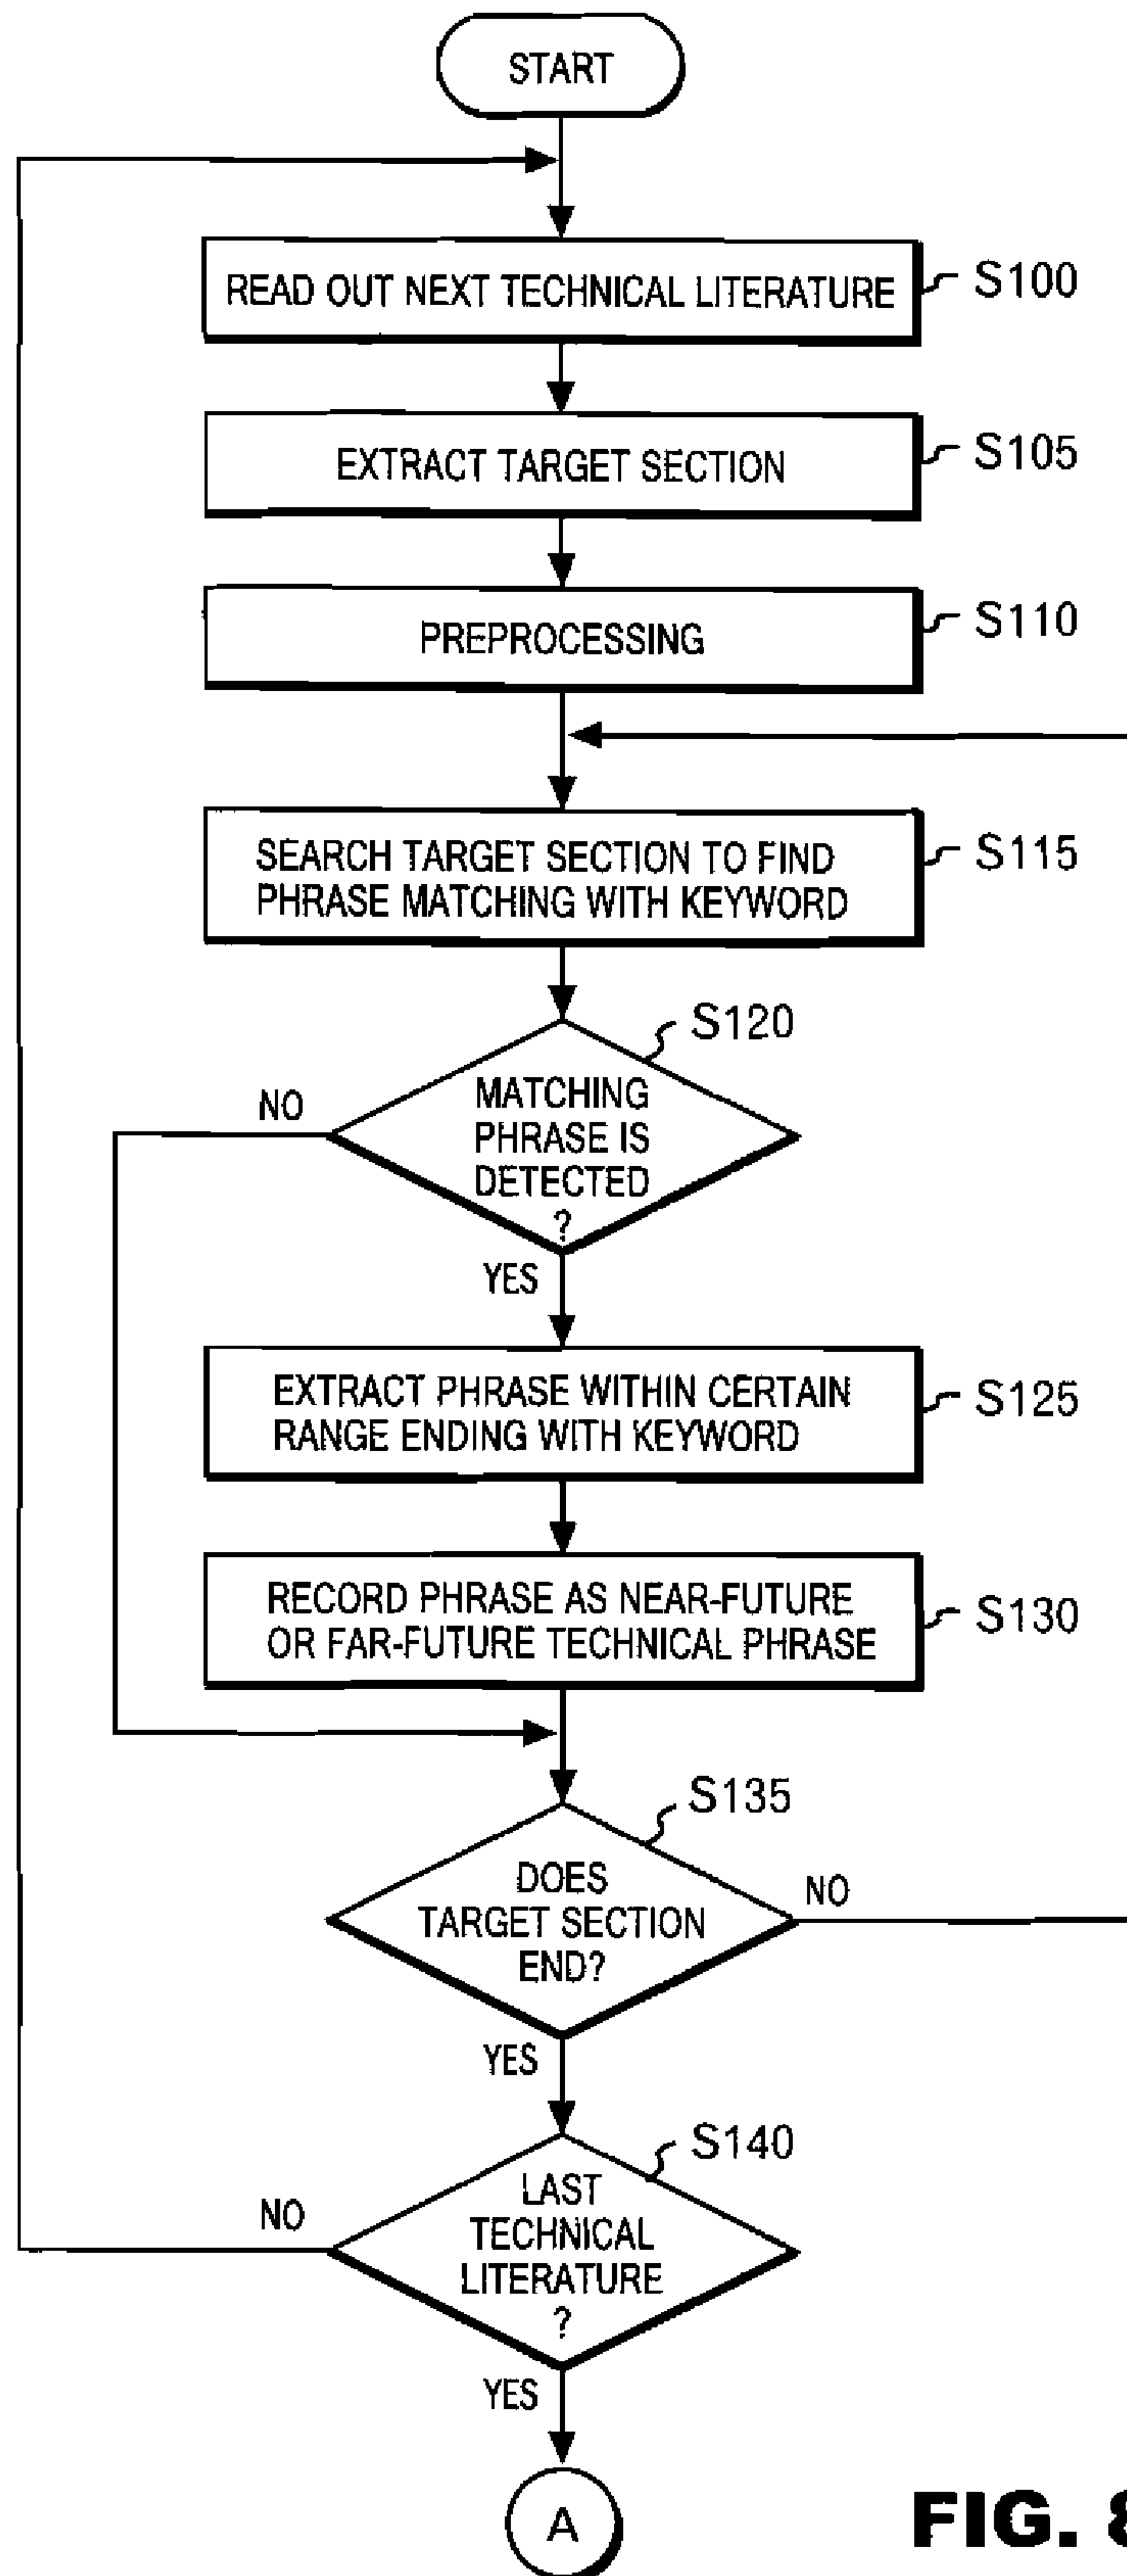 START
READ OUT NEXT TECHNICAL LITERATURE
S100
EXTRACT TARGET SECTION
S105
PREPROCESSING
S110
SEARCH TARGET SECTION TO FIND
PHRASE MATCHING WITH KEYWORD
S115
S120
NO
MATCHING
PHRASE IS
DETECTED
?
YES
EXTRACT PHRASE WITHIN CERTAIN
RANGE ENDING WITH KEYWORD
S125
RECORD PHRASE AS NEAR-FUTURE
OR FAR-FUTURE TECHNICAL PHRASE
S130
S135
DOES
TARGET SECTION
END?
NO
YES
S140
NO
LAST
TECHNICAL
LITERATURE
?
YES
A
FIG. 8